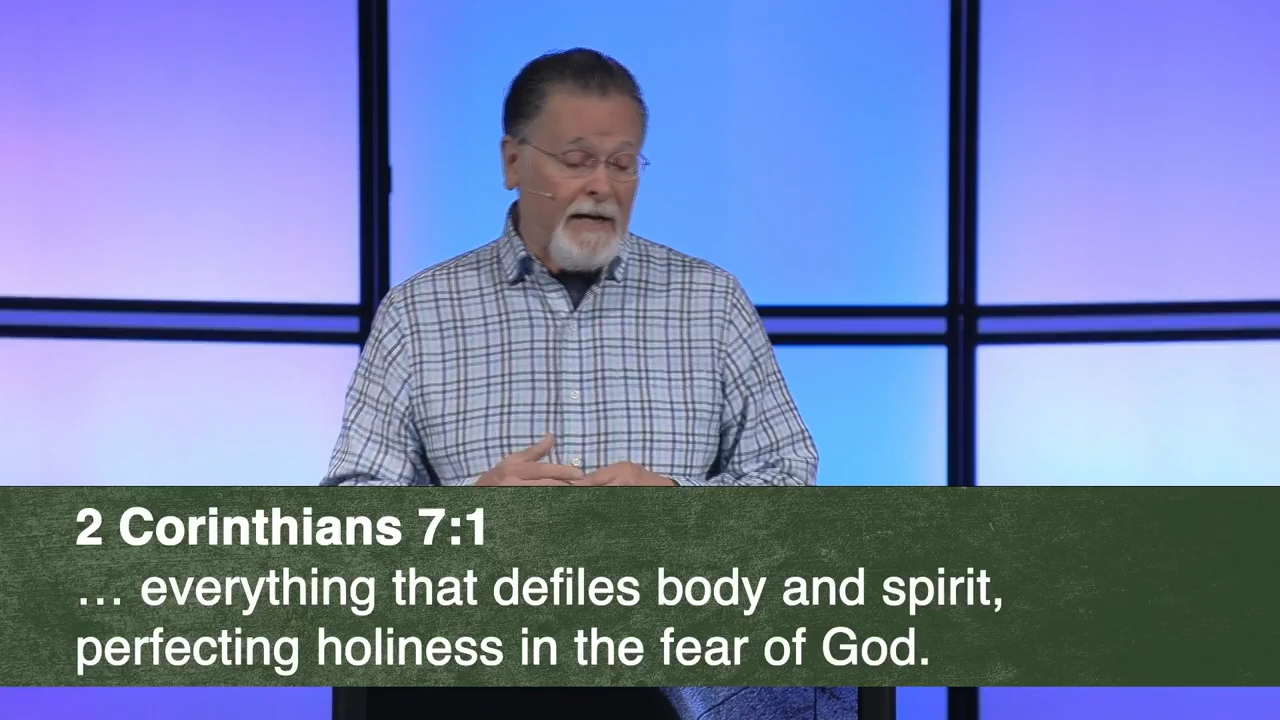 2 Corinthians 7:1
… everything that defiles body and spirit,
perfecting holiness in the fear of God.